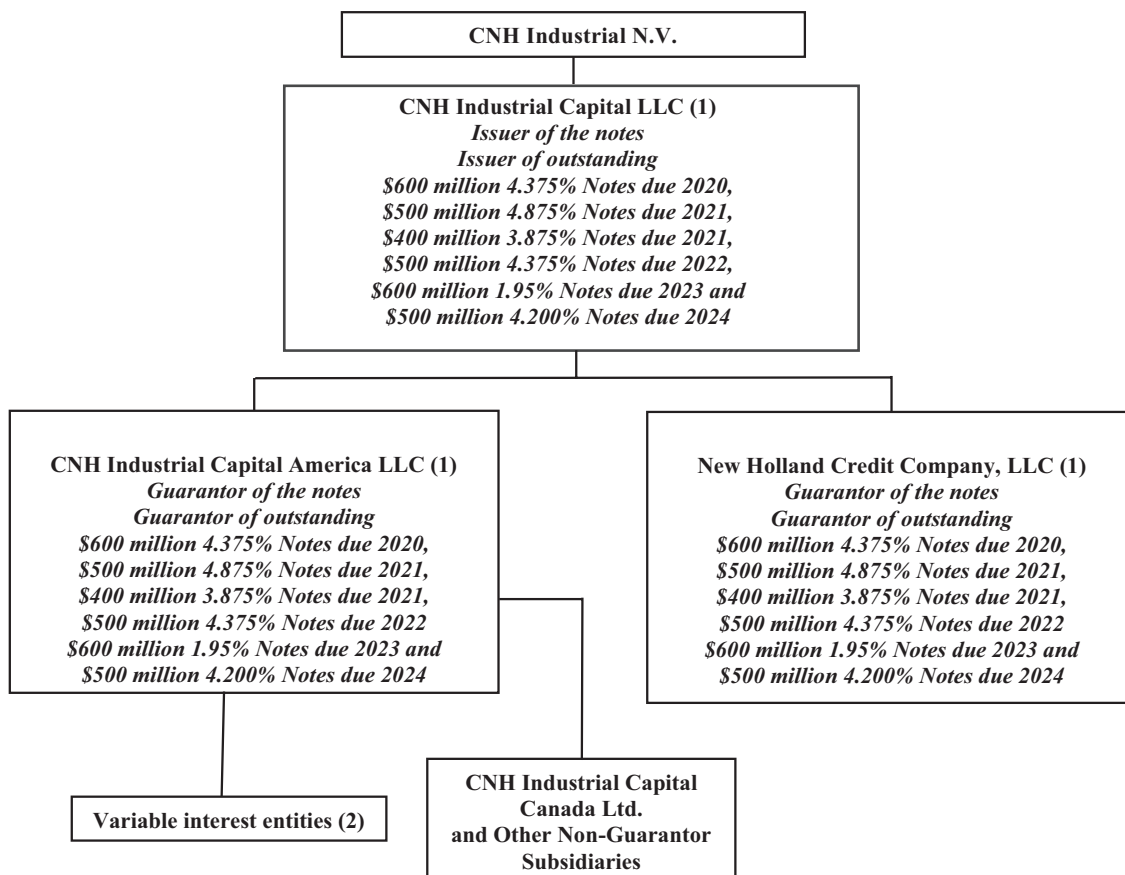 CNH Industrial N.V.
CNH Industrial Capital LLC (1)
Issuer of the notes
Issuer of outstanding
$600 million 4.375% Notes due 2020,
$500 million 4.875% Notes due 2021,
$400 million 3.875% Notes due 2021,
$500 million 4.375% Notes due 2022,
$600 million 1.95% Notes due 2023 and
$500 million 4.200% Notes due 2024
CNH Industrial Capital America LLC (1)
Guarantor of the notes
Guarantor of outstanding
$600 million 4.375% Notes due 2020,
$500 million 4.875% Notes due 2021,
$400 million 3.875% Notes due 2021,
$500 million 4.375% Notes due 2022
$600 million 1.95% Notes due 2023 and
$500 million 4.200% Notes due 2024
New Holland Credit Company, LLC (1)
Guarantor of the notes
Guarantor of outstanding
$600 million 4.375% Notes due 2020,
$500 million 4.875% Notes due 2021,
$400 million 3.875% Notes due 2021,
$500 million 4.375% Notes due 2022
$600 million 1.95% Notes due 2023 and
$500 million 4.200% Notes due 2024
Variable interest entities (2)
CNH Industrial Capital
Canada Ltd.
and Other Non-Guarantor
Subsidiaries